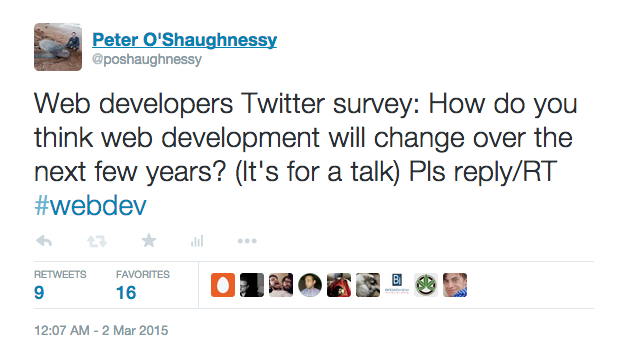 Peter O'Shaughnessy
@poshaughnessy
Web developers Twitter survey: How do you
think web development will change over the
next few years? (It's for a talk) Pls reply/RT
#webdev
RETWEETS FAVORITES
9 16
12:07 AM - 2 Mar 2015